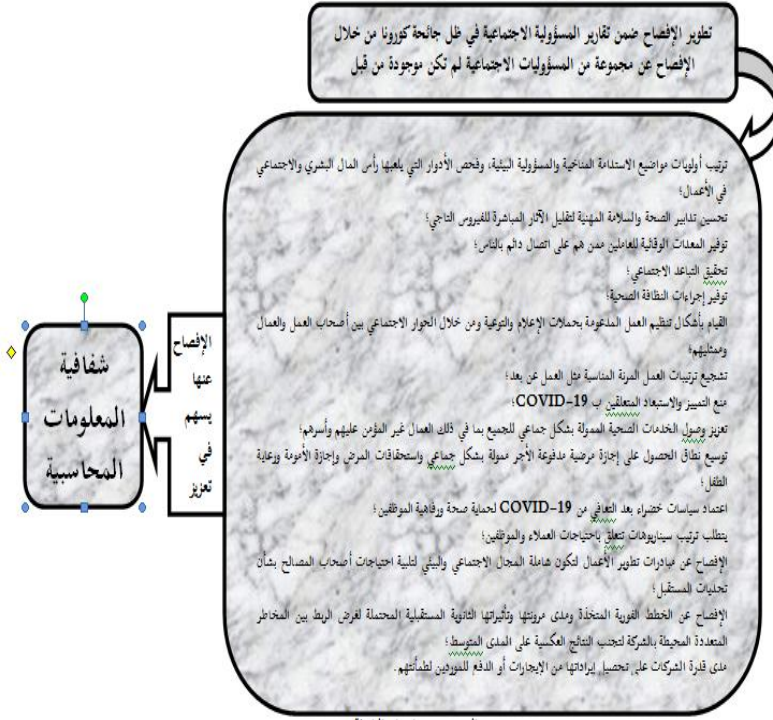 تطوير الإفصاح ضمن تقارير المسؤولية الاجتماعية في ظل جائحة كورونا من خلال
الإفصاح عن مجموعة من المسؤوليات الاجتماعية لم تكن موجودة من قبل
ترتيب أولويات مواضيع الاستدامة المناخية والمسؤولية البيئية، وفحص الأدوار التي يلعبها رأس المال البشري والاجتماعي
في الأعمال؛
تحسين تدابير الصحة والسلامة المهنية لتقليل الآثار المباشرة للفيروس التاجي؛
توفير المعدات الوقائية للعاملين ممن هم على اتصال دائم بالناس؛
تحقيق التباعد الاجتماعي؛
توفير إجراءات النظافة الصحية؛
القيام بأشكال تنظيم العمل المدعومة بحملات الإعلام والتوعية ومن خلال الحوار الاجتماعي بين أصحاب العمل والعمال
وممثليهم؛
تشجيع ترتيبات العمل المرنة المناسبة مثل العمل عن بعد؛
منع التمييز والاستبعاد المتعلقين ب COVID-19؛
تعزيز وصول الخدمات الصحية الممولة بشكل جماعي للجميع بما في ذلك العمال غير المؤمن عليهم وأسرهم؛
توسيع نطاق الحصول على إجازة مرضية مدفوعة الأجر ممولة بشكل جماعي واستحقاقات المرض وإجازة الأمومة ورعاية
الطفل؛
اعتماد سياسات خضراء بعد التعافي من COVID-19 لحماية صحة ورفاهية الموظفين؛
يتطلب ترتيب سيناريوهات تتعلق باحتياجات العملاء والموظفين؛
الإفصاح عن مبادرات تطوير الأعمال لتكون شاملة المجال الاجتماعي والبيئي لتلبية احتياجات أصحاب المصالح بشأن
تحديات المستقبل؛
الإفصاح عن الخطط الفورية المتخذة ومدى مرونتها وتأثيراتها الثانوية المستقبلية المحتملة لغرض الربط بين المخاطر
المتعددة المحيطة بالشركة لتجنب النتائج العكسية على المدى المتوسط؛
مدى قدرة الشركات على تحصيل إيراداتها من الإيجارات أو الدفع للموردين لطمأنتهم.
الإفصاح
عنها
يسهم
في
تعزيز
شفافية
المعلومات
المحاسبية